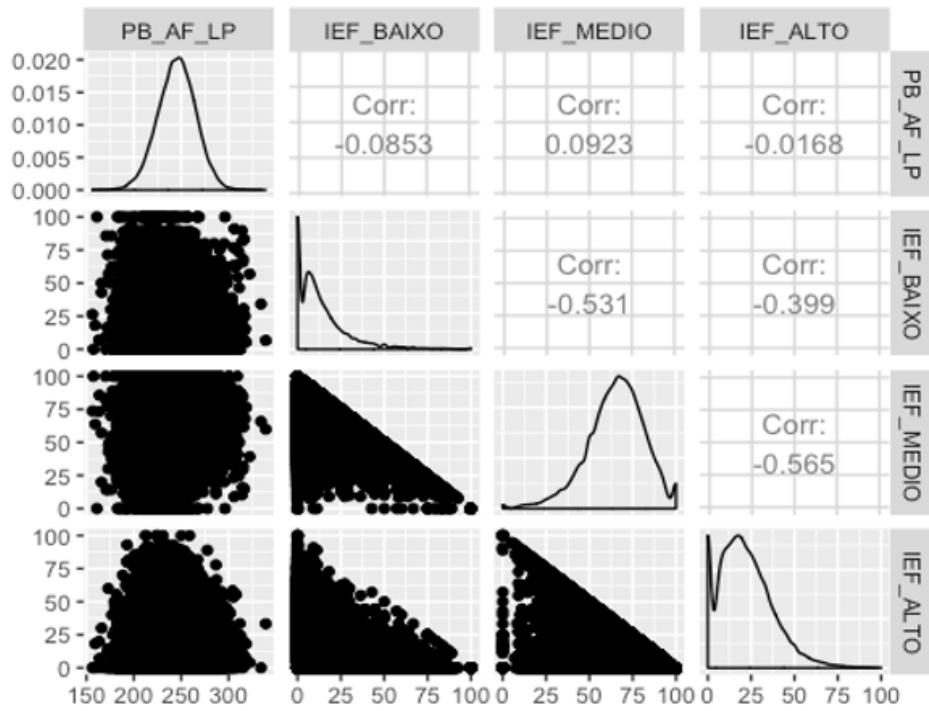 PB_AF_LP IEF_BAIXO IEF_MEDIO IEF_ALTO
0.020
0.015
0.010
0.005
0.000
Corr:
-0.0853
Corr:
0.0923
Corr:
-0.0168
PB_AF_LP
100
75
50
25
0
Corr:
-0.531
Corr:
-0.399
IEF_BAIXO
100
75
50
25
0
Corr:
-0.565
IEF_MEDIO
100
75
50
25
0
IEF_ALTO
150 200 250 300 0 25 50 75 100 0 25 50 75 100 0 25 50 75 100